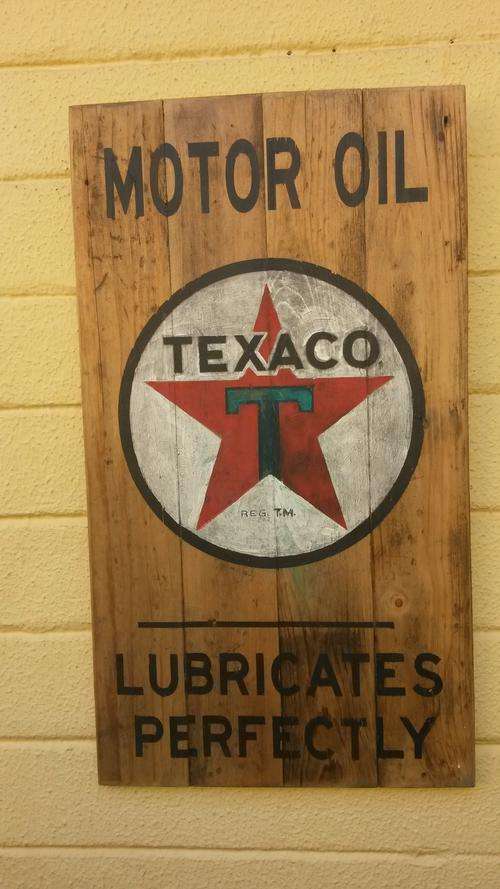 MOTOR OIL
TEXACO
T
REG. T.M.
LUBRICATES
PERFECTLY